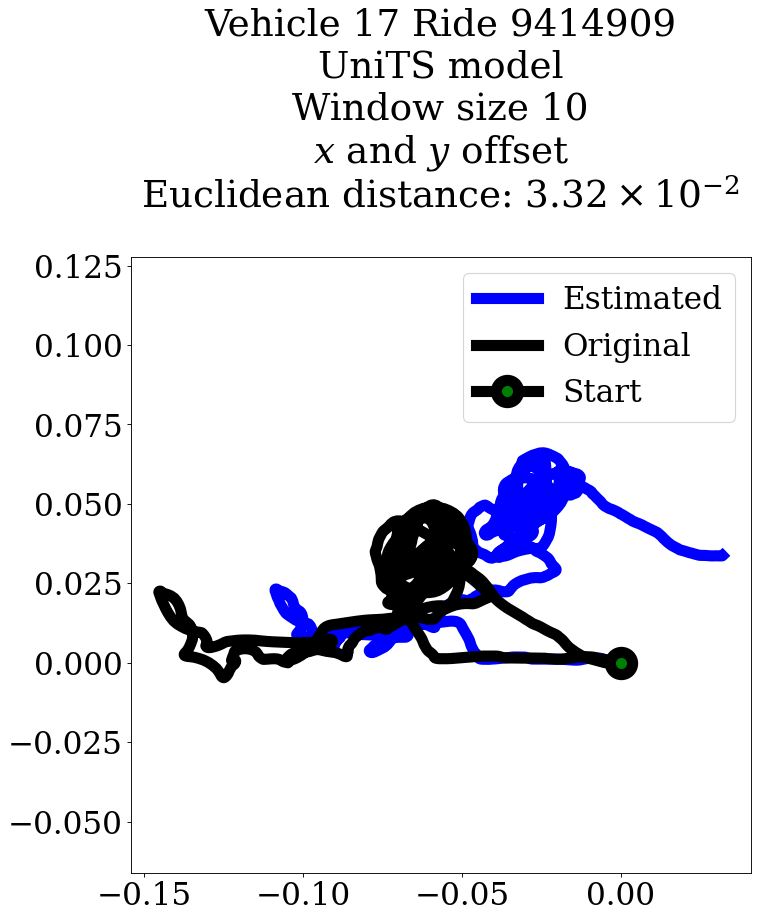 Vehicle 17 Ride 9414909
UniTS model
Window size 10
x and y offset
Euclidean distance: 3.32 × 10⁻²
Estimated
Original
Start
0.125
0.100
0.075
0.050
0.025
0.000
−0.025
−0.050
−0.15 −0.10 −0.05 0.00